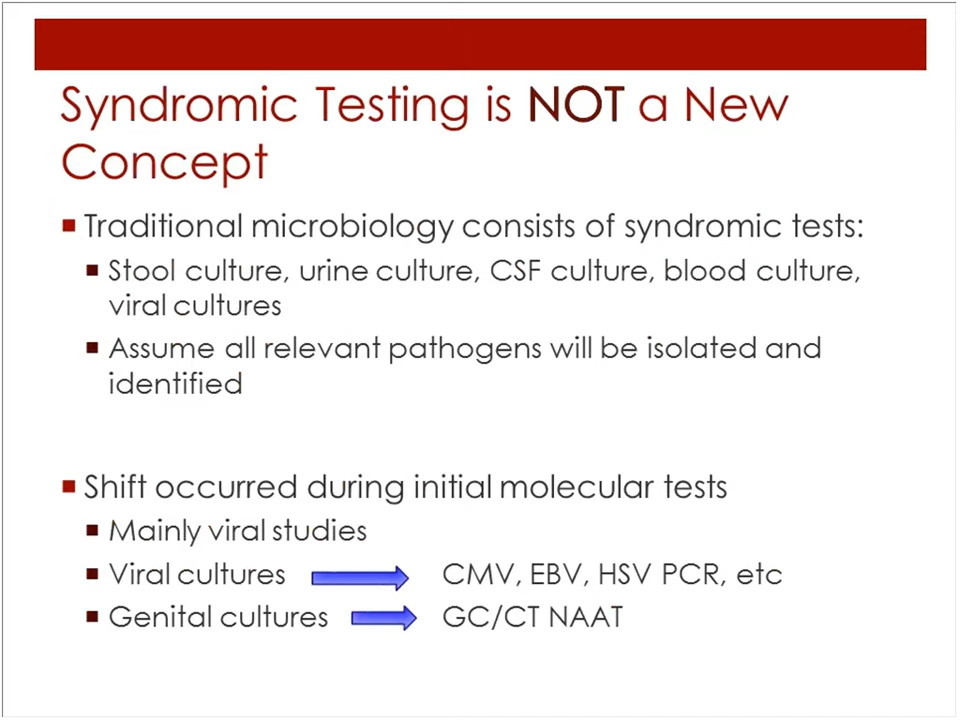 Syndromic Testing is NOT a New
Concept
Traditional microbiology consists of syndromic tests:
Stool culture, urine culture, CSF culture, blood culture,
viral cultures
Assume all relevant pathogens will be isolated and
identified
Shift occurred during initial molecular tests
Mainly viral studies
Viral cultures CMV, EBV, HSV PCR, etc
Genital cultures GC/CT NAAT